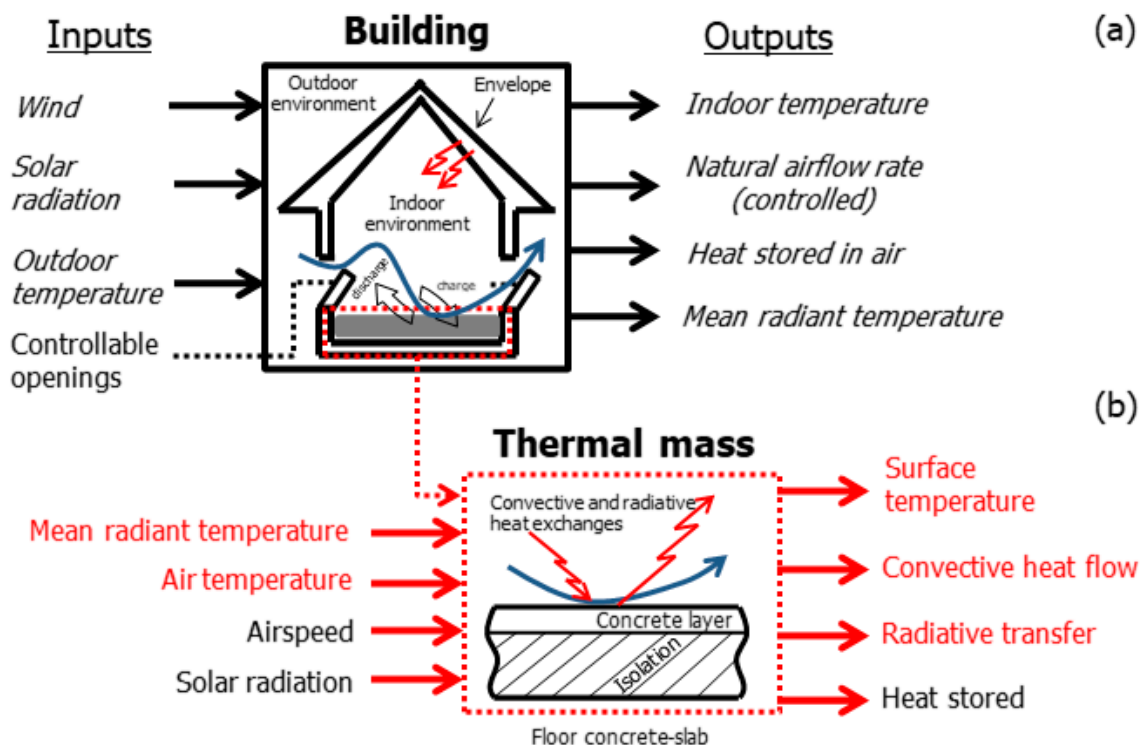 Inputs
Building
Outputs
(a)
Wind
Solar
radiation
Outdoor
temperature
Controllable
openings
Outdoor
environment
Envelope
Indoor
environment
discharge
charge
Indoor temperature
Natural airflow rate
(controlled)
Heat stored in air
Mean radiant temperature
(b)
Thermal mass
Mean radiant temperature
Air temperature
Airspeed
Solar radiation
Convective and radiative
heat exchanges
Concrete layer
Isolation
Floor concrete-slab
Surface
temperature
Convective heat flow
Radiative transfer
Heat stored